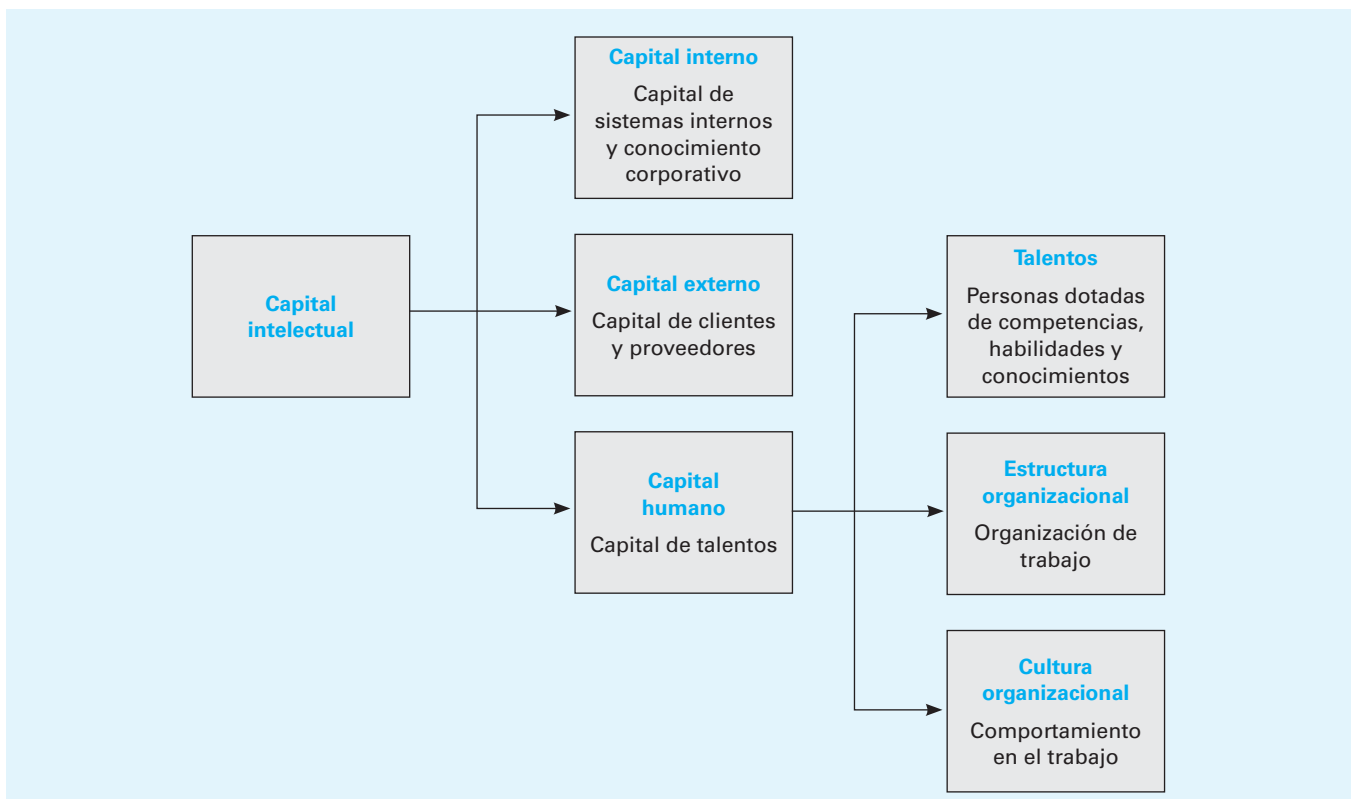 Capital interno
Capital de
sistemas internos
y conocimiento
corporativo
Capital
intelectual
Capital externo
Capital de clientes
y proveedores
Capital
humano
Capital de talentos
Talentos
Personas dotadas
de competencias,
habilidades y
conocimientos
Estructura
organizacional
Organización de
trabajo
Cultura
organizacional
Comportamiento
en el trabajo